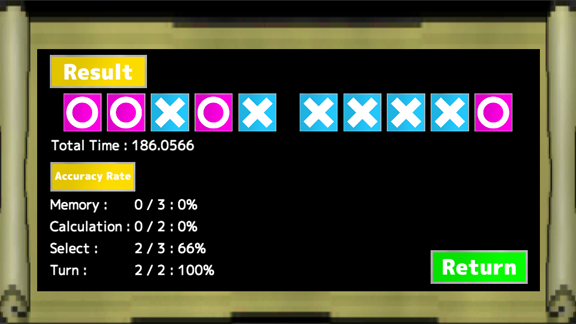 Result
Total Time : 186.0566
Accuracy Rate
Memory : 0 / 3 : 0%
Calculation : 0 / 2 : 0%
Select : 2 / 3 : 66%
Turn : 2 / 2 : 100%
Return